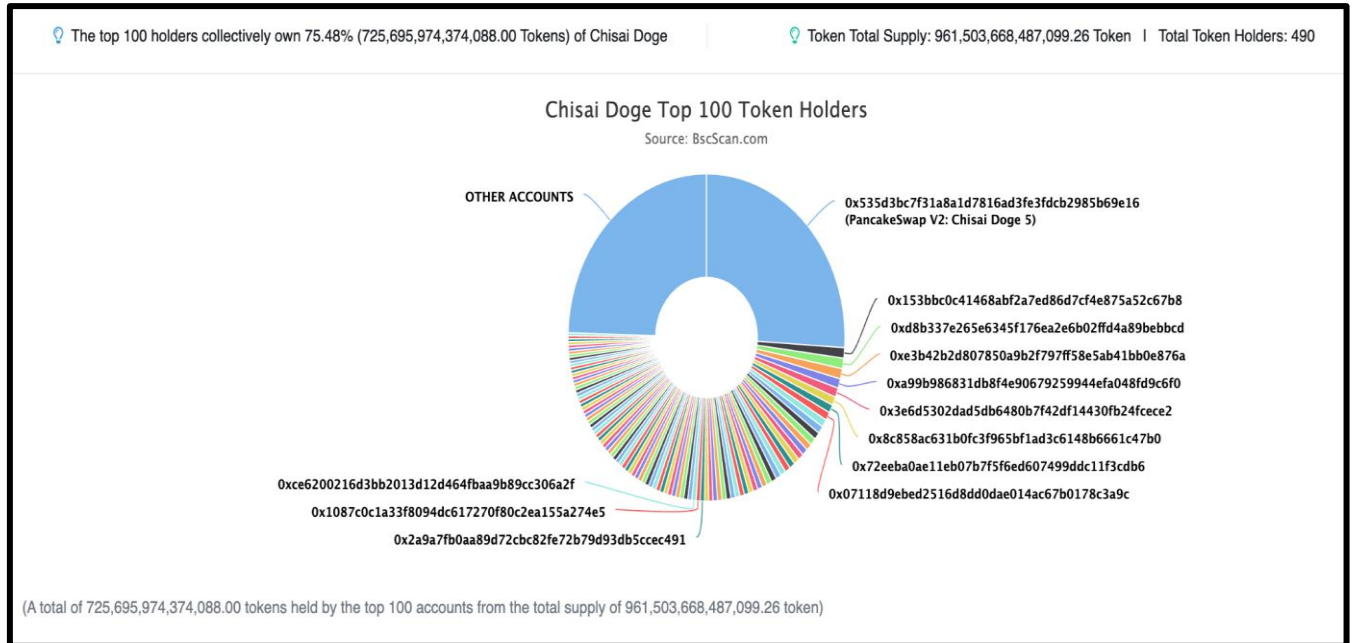 The top 100 holders collectively own 75.48% (725,695,974,374,088.00 Tokens) of Chisai Doge
Token Total Supply: 961,503,668,487,099.26 Token | Total Token Holders: 490
Chisai Doge Top 100 Token Holders
Source: BscScan.com
OTHER ACCOUNTS
0x535d3bc7f31a8a1d7816ad3fe3fdcb2985b69e16
(PancakeSwap V2: Chisai Doge 5)
0x153bbc0c41468abf2a7ed86d7cf4e875a52c67b8
0xd8b337e265e6345f176ea2e6b02ffd4a89bebbcd
0xe3b42b2d807850a9b2f797ff58e5ab41bb0e876a
0xa99b986831db8f4e90679259944efa048fd9c6f0
0x3e6d5302dad5db6480b7f42df14430fb24fcece2
0x8c858ac631b0fc3f965bf1ad3c6148b6661c47b0
0x72eeba0ae11eb07b7f5f6ed607499ddc11f3cdb6
0x07118d9ebed2516d8dd0dae014ac67b0178c3a9c
0xce6200216d3bb2013d12d464fbaa9b89cc306a2f
0x1087c0c1a33f8094dc617270f80c2ea155a274e5
0x2a9a7fb0aa89d72cbc82fe72b79d93db5ccec491
(A total of 725,695,974,374,088.00 tokens held by the top 100 accounts from the total supply of 961,503,668,487,099.26 token)